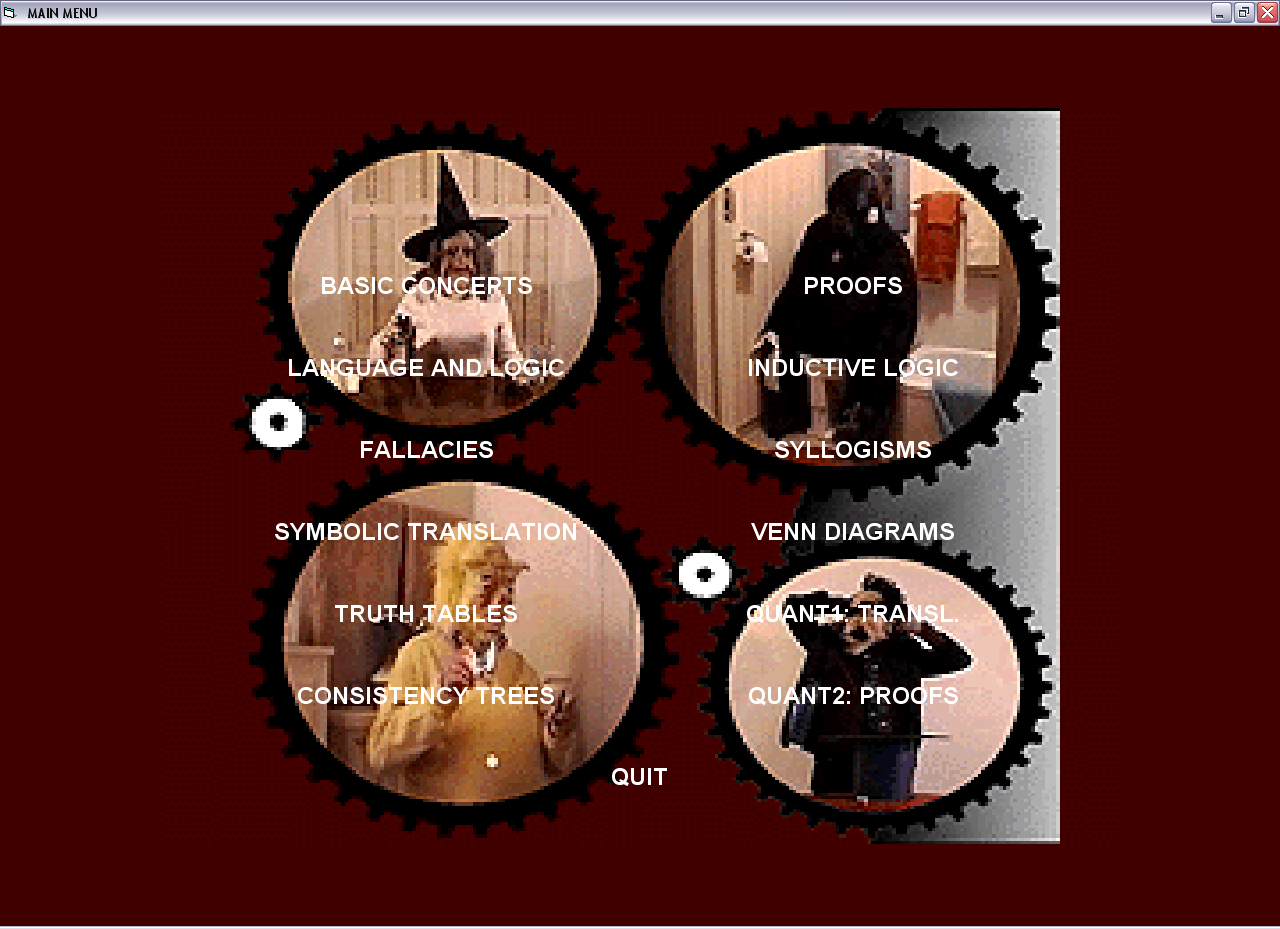 MAIN MENU
BASIC CONCEPTS
LANGUAGE AND LOGIC
FALLACIES
SYMBOLIC TRANSLATION
TRUTH TABLES
CONSISTENCY TREES
PROOFS
INDUCTIVE LOGIC
SYLLOGISMS
VENN DIAGRAMS
QUANT1: TRANSL.
QUANT2: PROOFS
QUIT